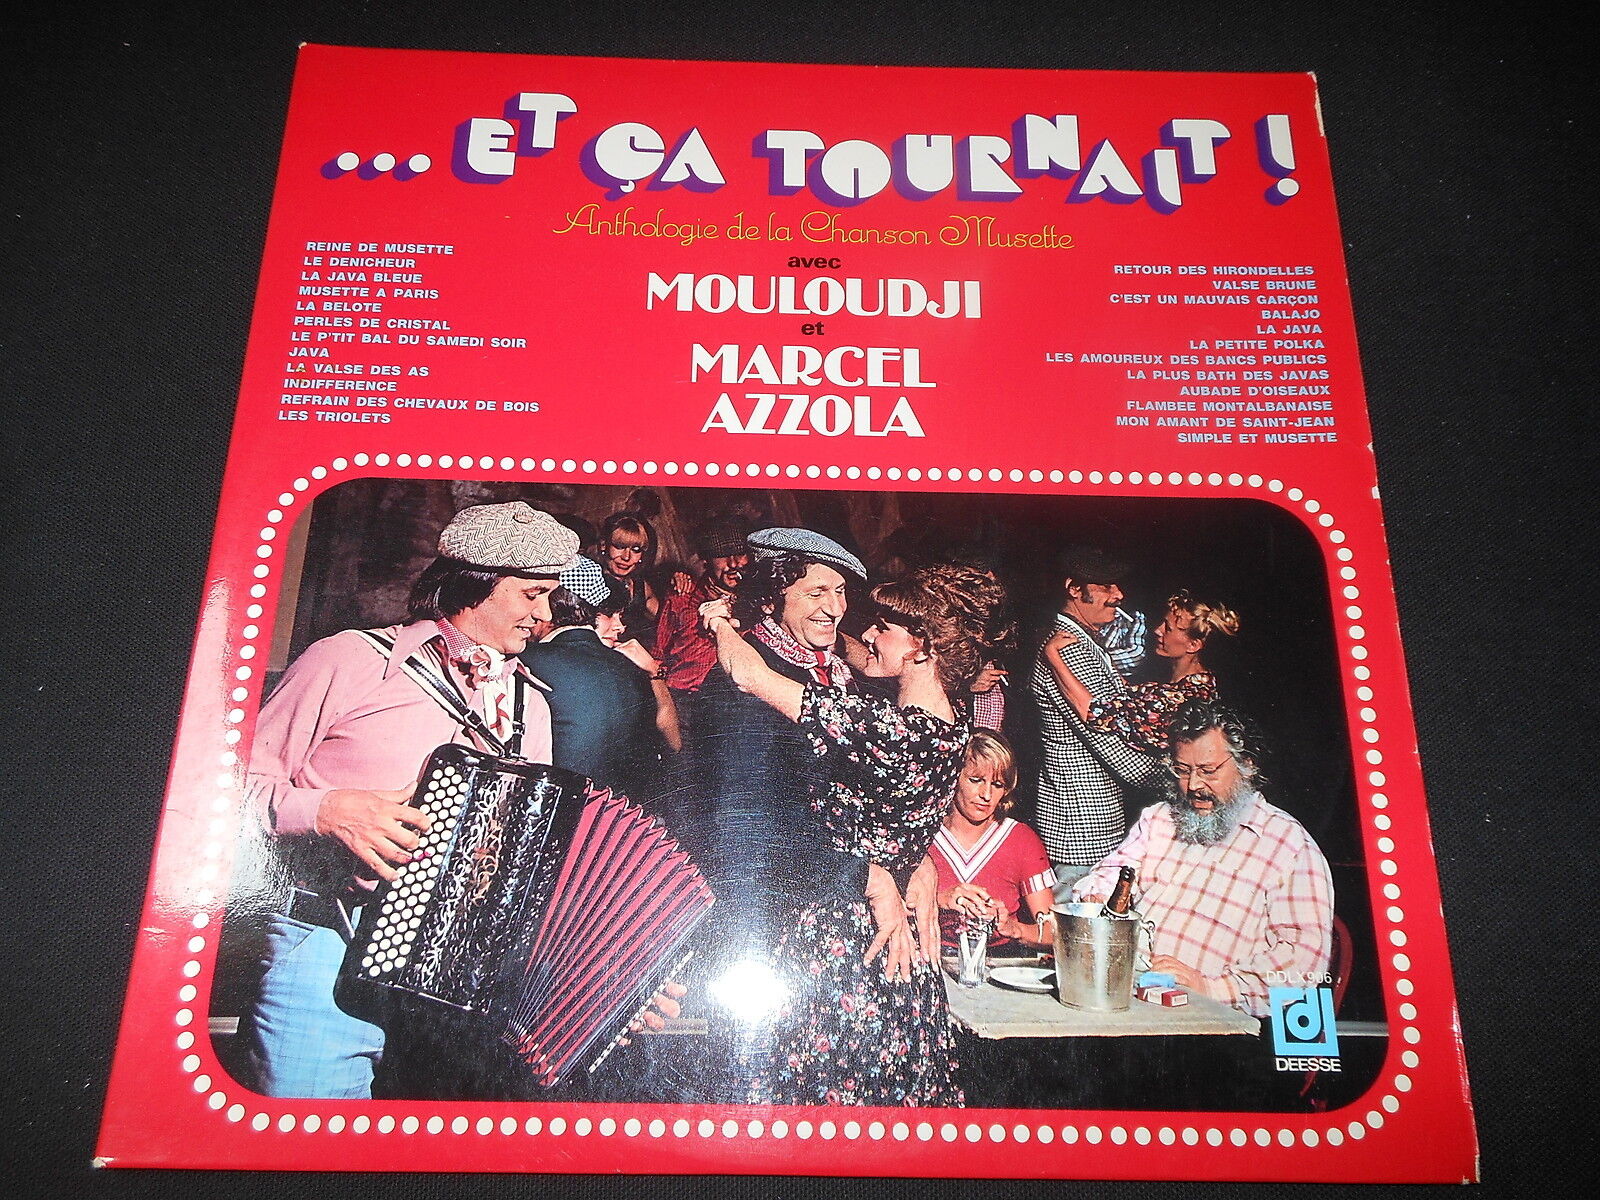 ... ET ÇA TOURNAIT !
Anthologie de la Chanson Musette
avec
MOULOUDJI
et
MARCEL
AZZOLA
REINE DE MUSETTE
LE DENICHEUR
LA JAVA BLEUE
MUSETTE A PARIS
LA BELOTE
PERLES DE CRISTAL
LE P'TIT BAL DU SAMEDI SOIR
JAVA
LA VALSE DES AS
INDIFFERENCE
REFRAIN DES CHEVAUX DE BOIS
LES TRIOLETS
RETOUR DES HIRONDELLES
VALSE BRUNE
C'EST UN MAUVAIS GARÇON
BALAJO
LA JAVA
LA PETITE POLKA
LES AMOUREUX DES BANCS PUBLICS
LA PLUS BATH DES JAVAS
AUBADE D'OISEAUX
FLAMBEE MONTALBANAISE
MON AMANT DE SAINT-JEAN
SIMPLE ET MUSETTE
DDLX 906
d
DEESSE